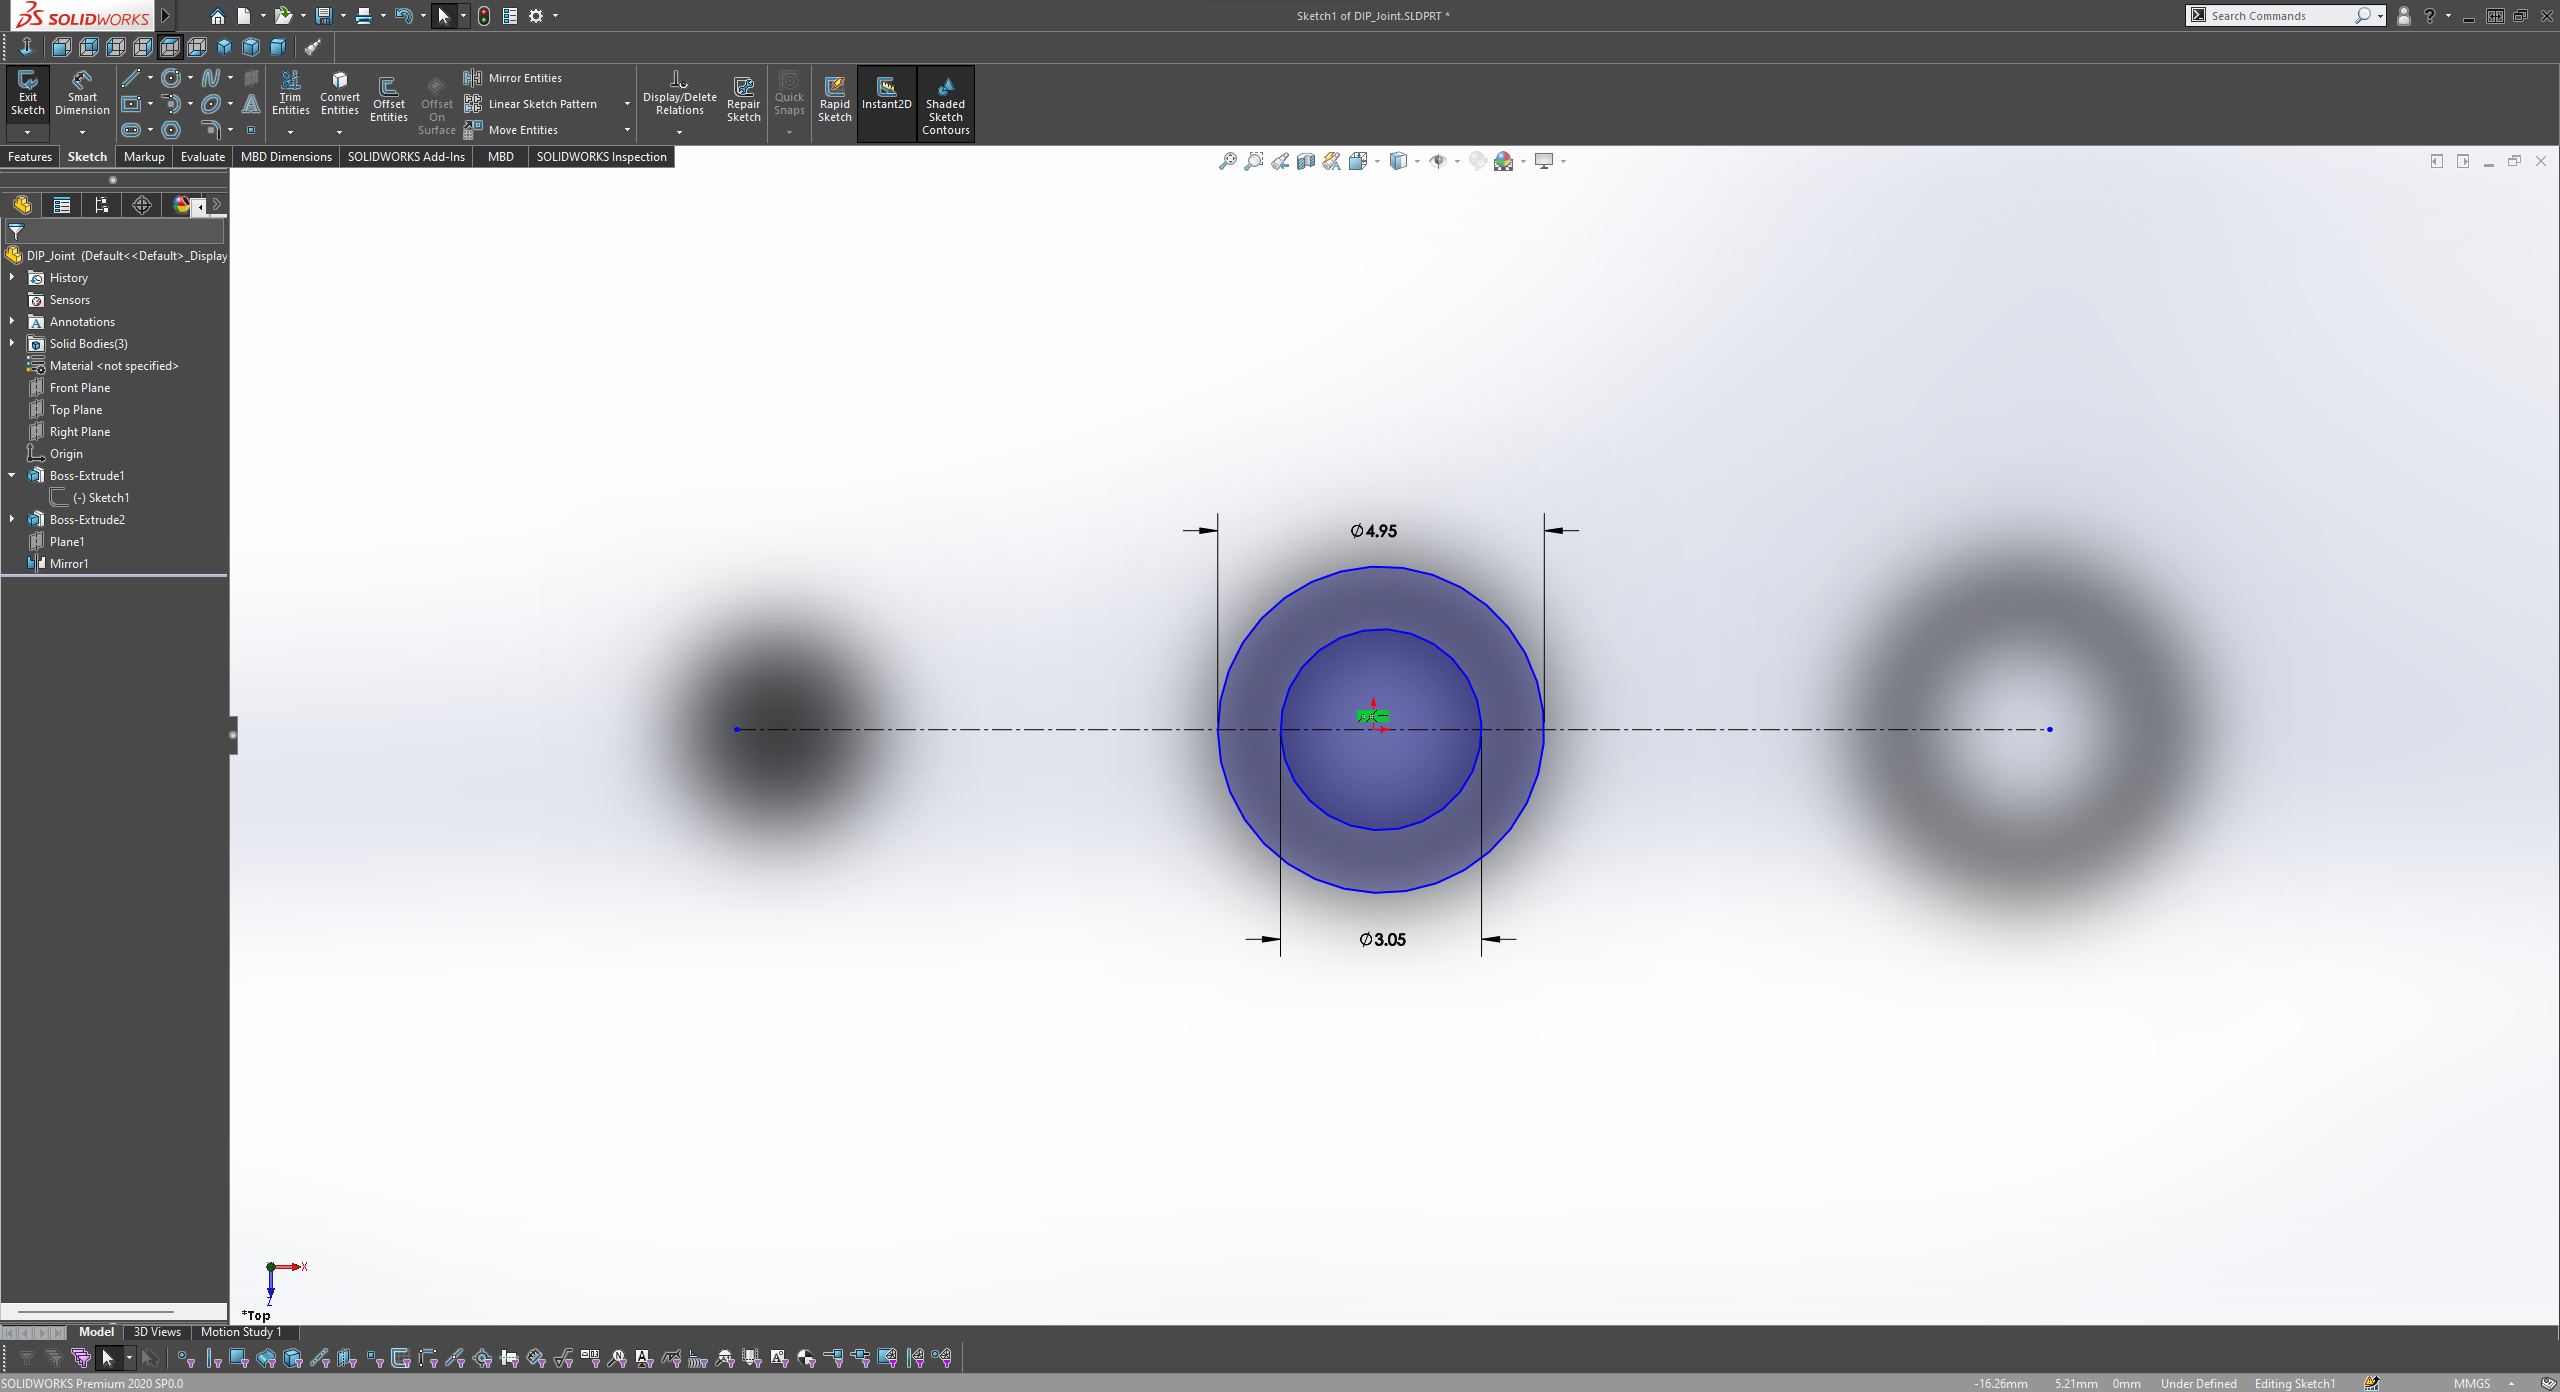 SOLIDWORKS
Sketch1 of DIP_Joint.SLDPRT *
Search Commands
Exit Sketch
Smart Dimension
Trim Entities
Convert Entities
Offset Entities
Offset On Surface
Mirror Entities
Linear Sketch Pattern
Move Entities
Display/Delete Relations
Repair Sketch
Quick Snaps
Rapid Sketch
Instant2D
Shaded Sketch Contours
Features
Sketch
Markup
Evaluate
MBD Dimensions
SOLIDWORKS Add-Ins
MBD
SOLIDWORKS Inspection
DIP_Joint (Default<<Default>_Display
History
Sensors
Annotations
Solid Bodies(3)
Material <not specified>
Front Plane
Top Plane
Right Plane
Origin
Boss-Extrude1
(-) Sketch1
Boss-Extrude2
Plane1
Mirror1
∅4.95
∅3.05
X
Z
*Top
Model
3D Views
Motion Study 1
SOLIDWORKS Premium 2020 SP0.0
-16.26mm
5.21mm
0mm
Under Defined
Editing Sketch1
MMGS